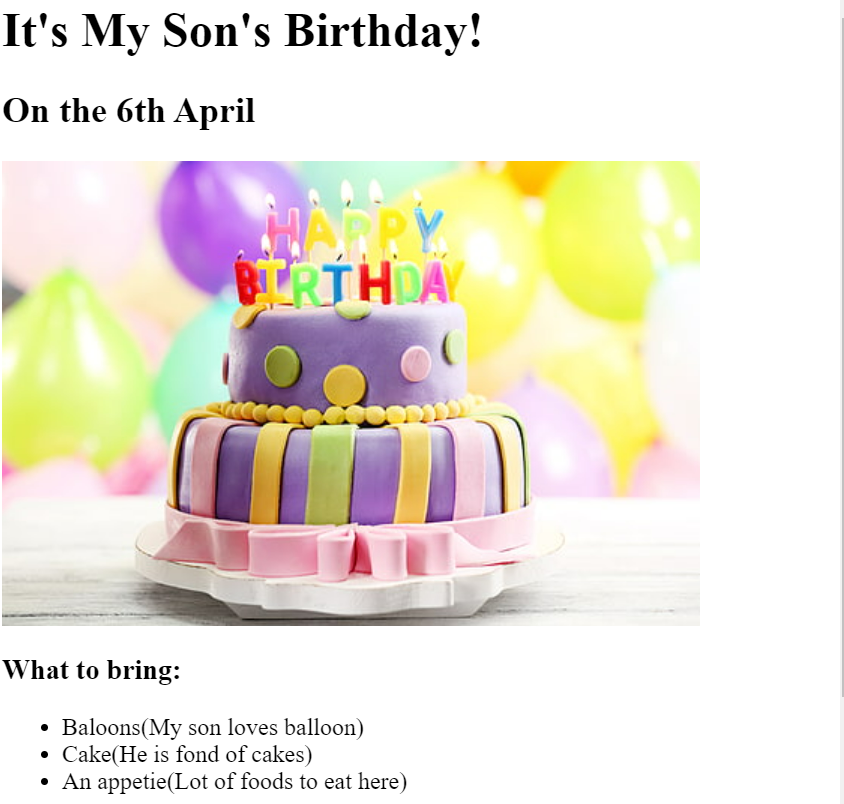 It's My Son's Birthday!
On the 6th April
HAPPY
BIRTHDAY
What to bring:
Baloons(My son loves balloon)
Cake(He is fond of cakes)
An appetie(Lot of foods to eat here)